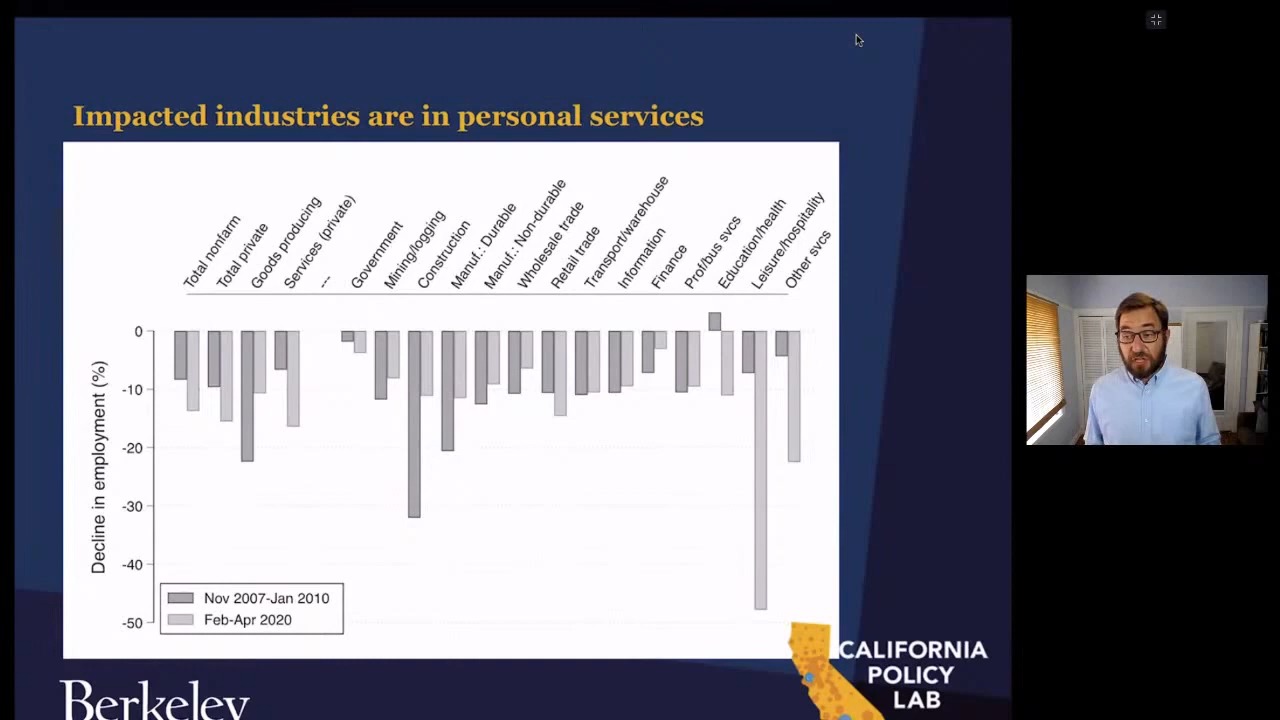 Impacted industries are in personal services
Total nonfarm
Total private
Goods producing
Services (private)
---
Government
Mining/logging
Construction
Manuf.: Durable
Manuf.: Non-durable
Wholesale trade
Retail trade
Transport/warehouse
Information
Finance
Prof/bus svcs
Education/health
Leisure/hospitality
Other svcs
Decline in employment (%)
0
-10
-20
-30
-40
-50
Nov 2007-Jan 2010
Feb-Apr 2020
Berkeley
CALIFORNIA
POLICY
LAB